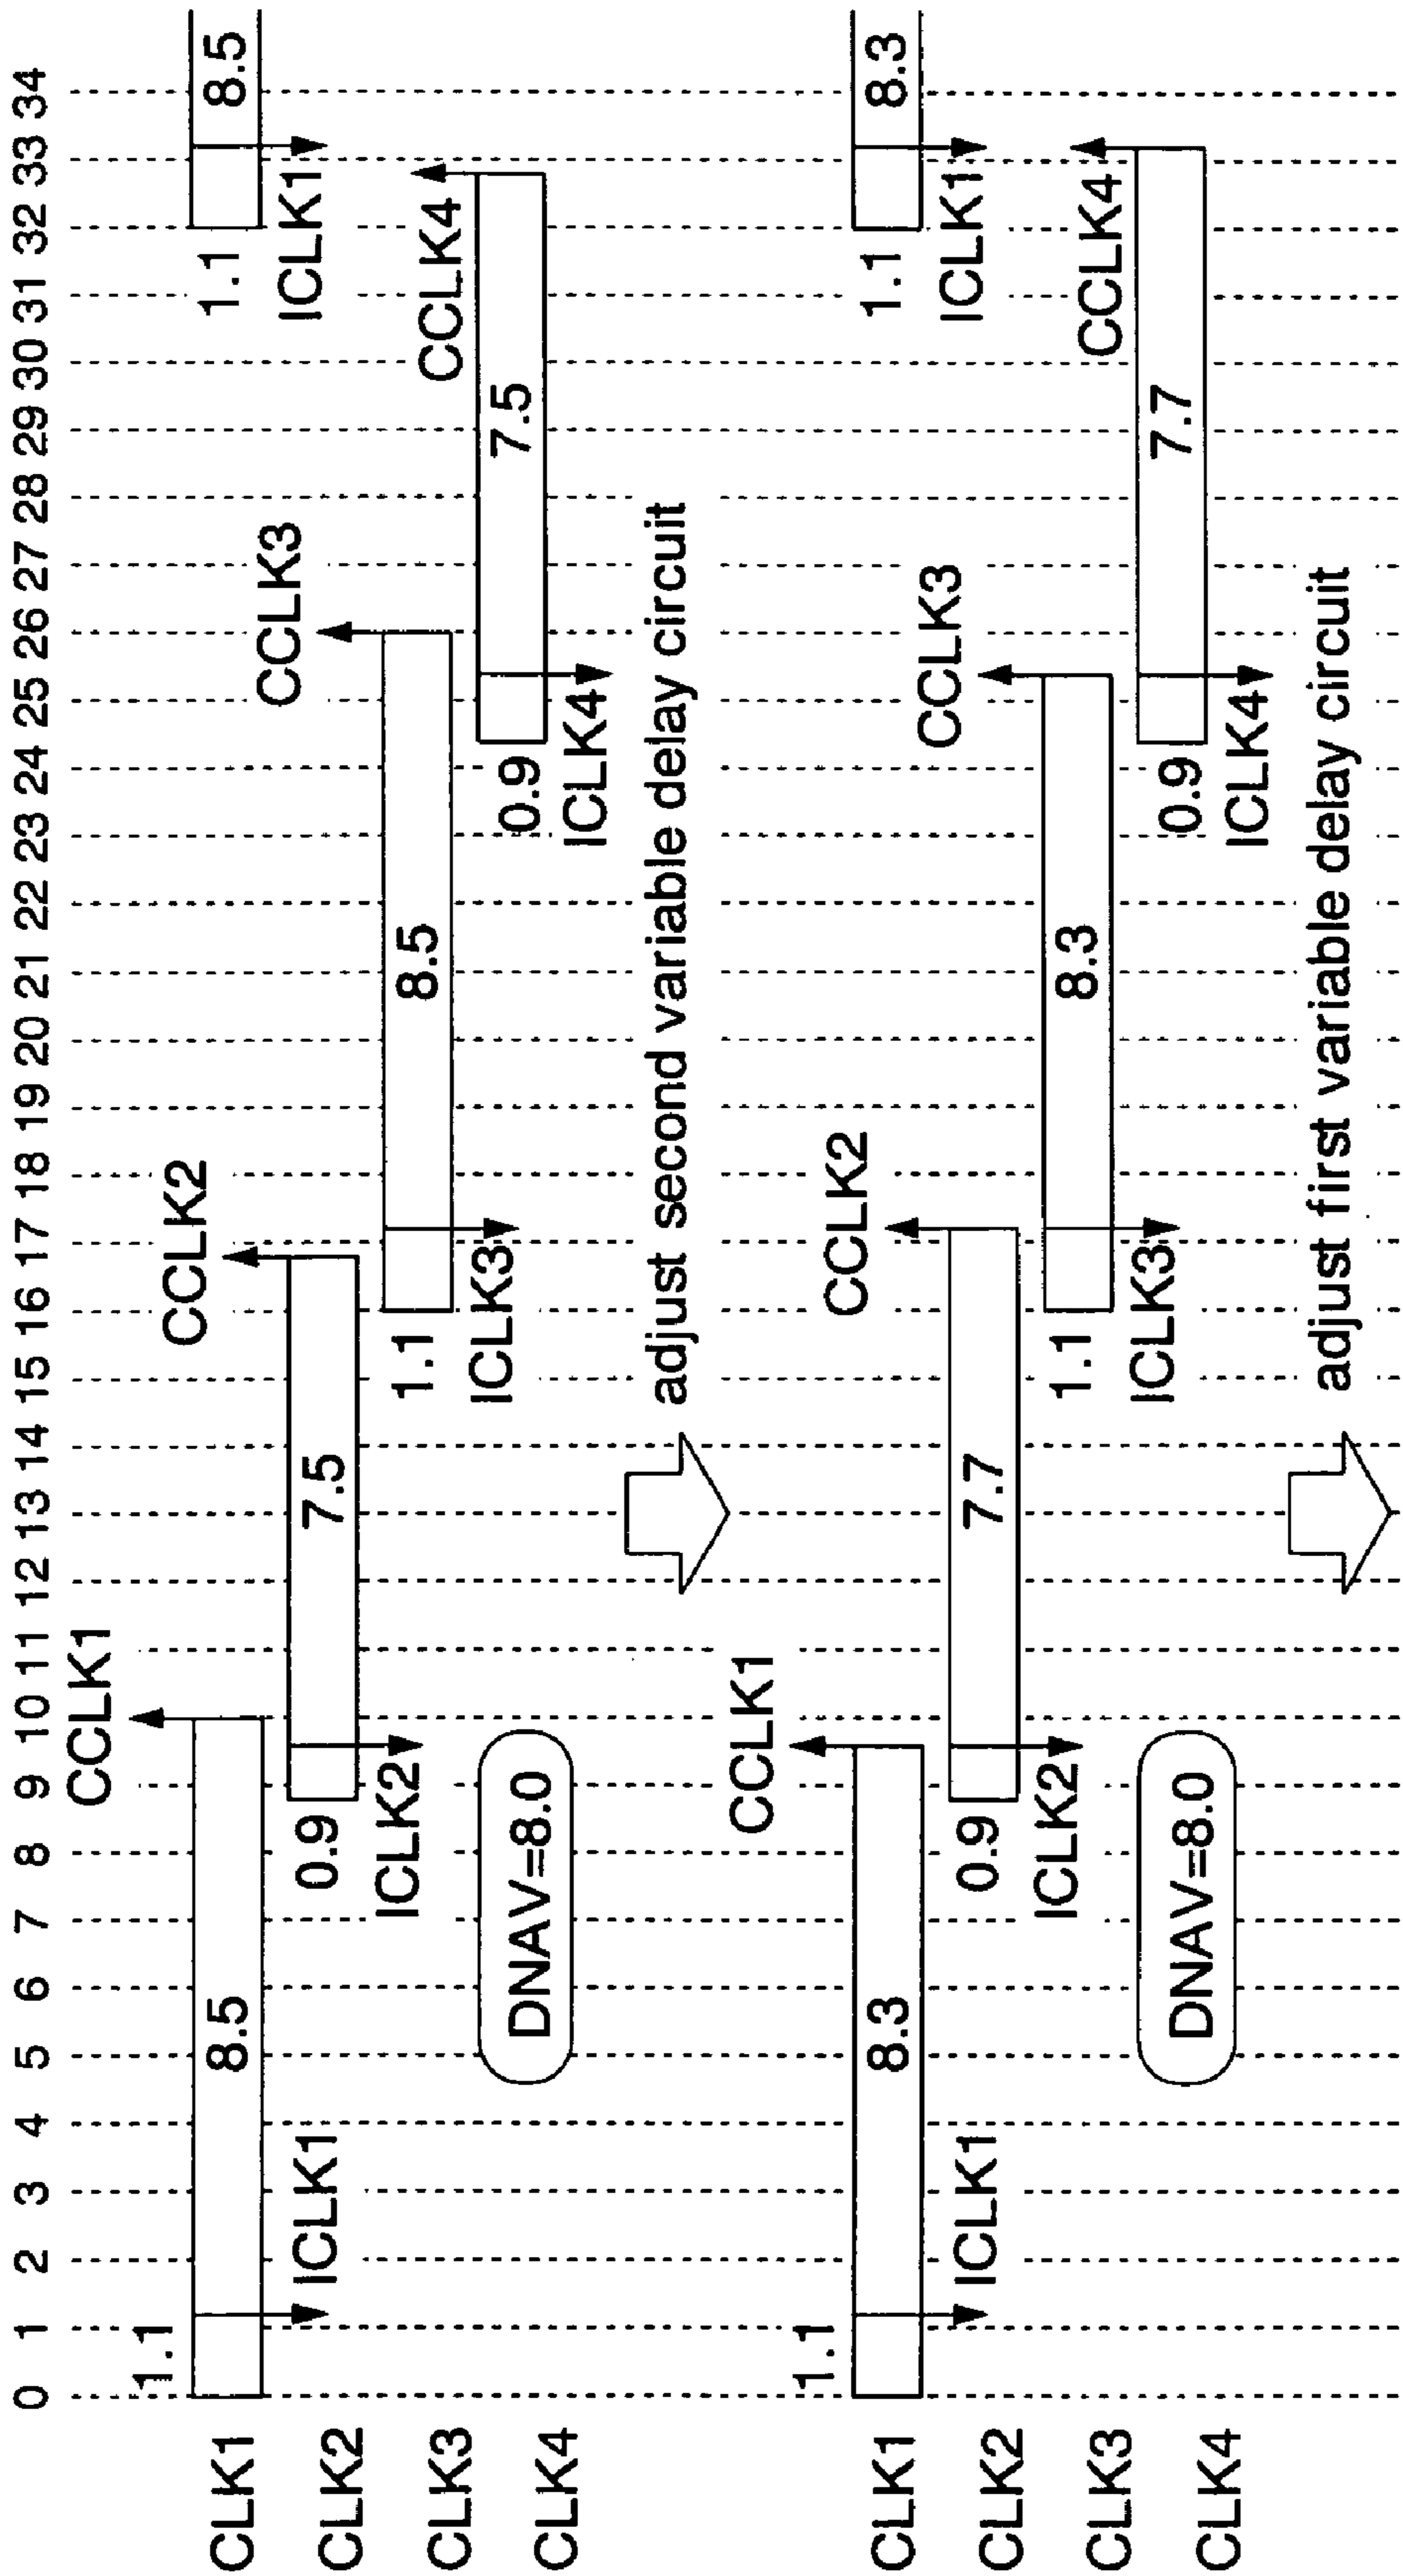 0 1 2 3 4 5 6 7 8 9 10 11 12 13 14 15 16 17 18 19 20 21 22 23 24 25 26 27 28 29 30 31 32 33 34
CCLK1
1.1
CLK1
8.5
CCLK2
1.1
8.5
ICLK1
CCLK3
ICLK1
CLK2
0.9
7.5
ICLK2
1.1
8.5
CCLK4
CLK3
ICLK3
CLK4
DNAV=8.0
0.9
7.5
ICLK4
adjust second variable delay circuit
CCLK1
1.1
CLK1
8.3
CCLK2
1.1
8.3
ICLK1
CCLK3
ICLK1
CLK2
0.9
7.7
ICLK2
1.1
8.3
CCLK4
CLK3
ICLK3
CLK4
DNAV=8.0
0.9
7.7
ICLK4
adjust first variable delay circuit